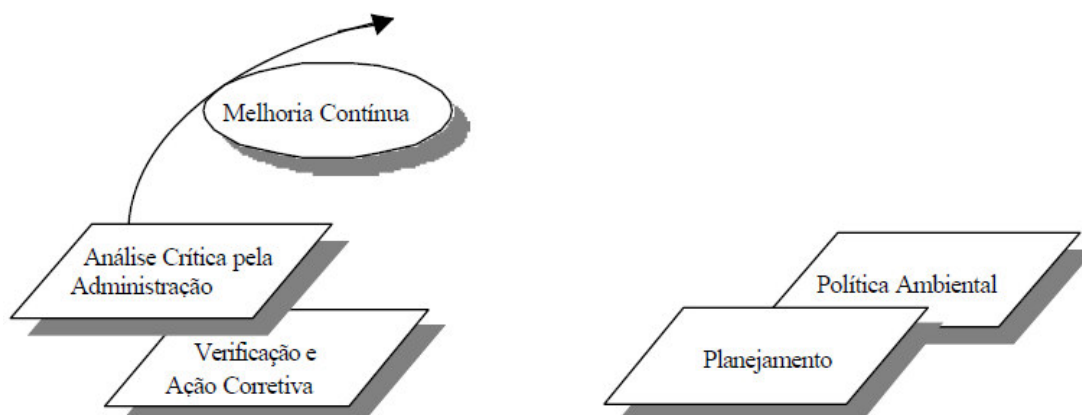 Melhoria Contínua
Análise Crítica pela
Administração
Verificação e
Ação Corretiva
Política Ambiental
Planejamento